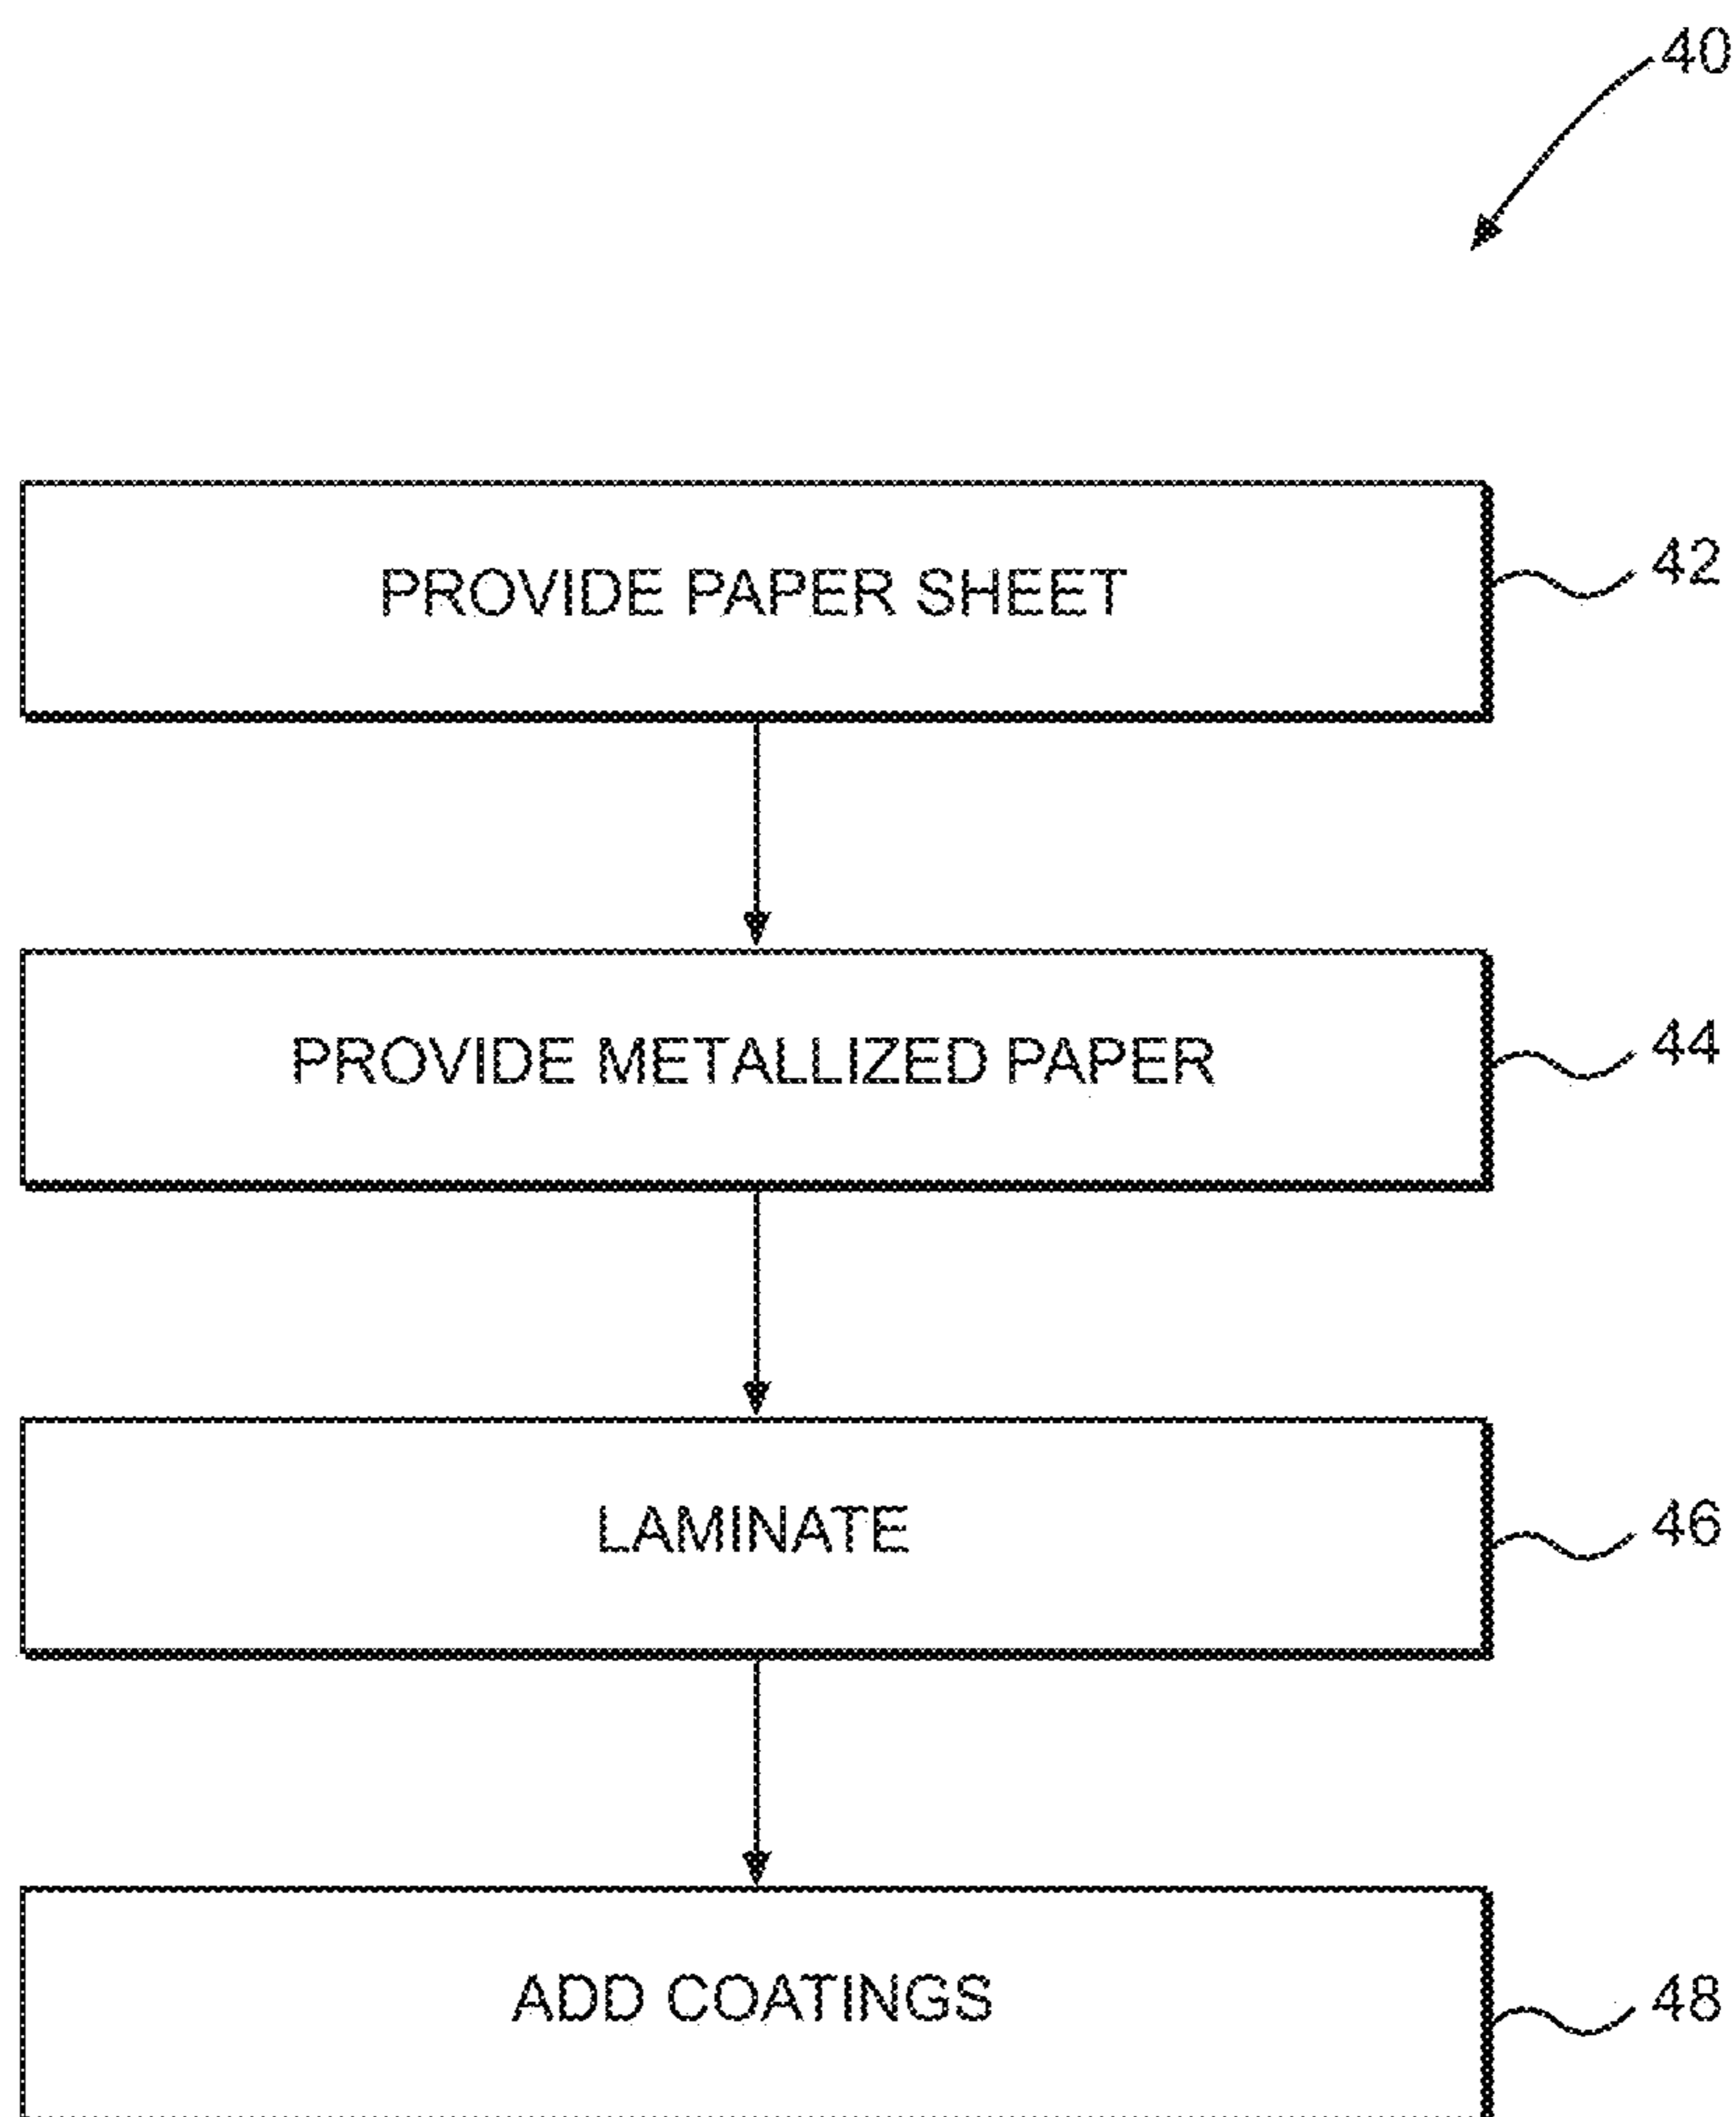 40
PROVIDE PAPER SHEET
42
PROVIDE METALLIZED PAPER
44
LAMINATE
46
ADD COATINGS
48